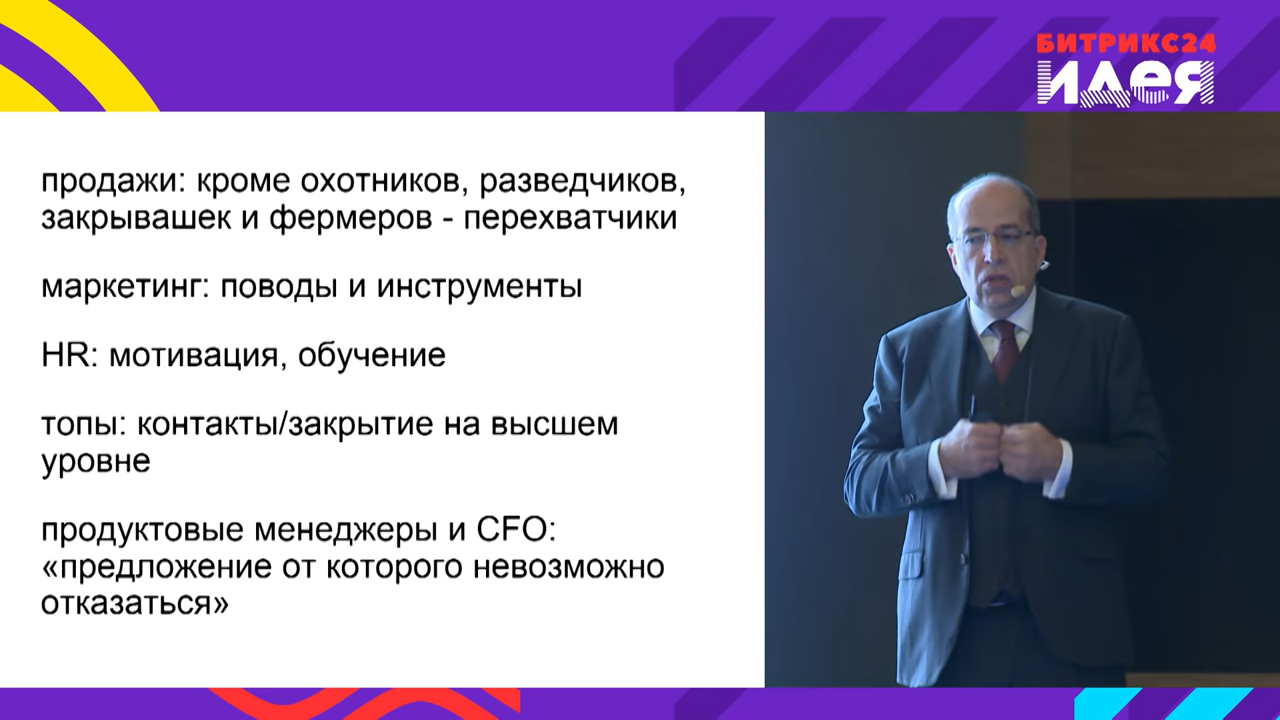 БИТРИКС24
идея
продажи: кроме охотников, разведчиков,
закрывашек и фермеров - перехватчики
маркетинг: поводы и инструменты
HR: мотивация, обучение
топы: контакты/закрытие на высшем
уровне
продуктовые менеджеры и CFO:
«предложение от которого невозможно
отказаться»